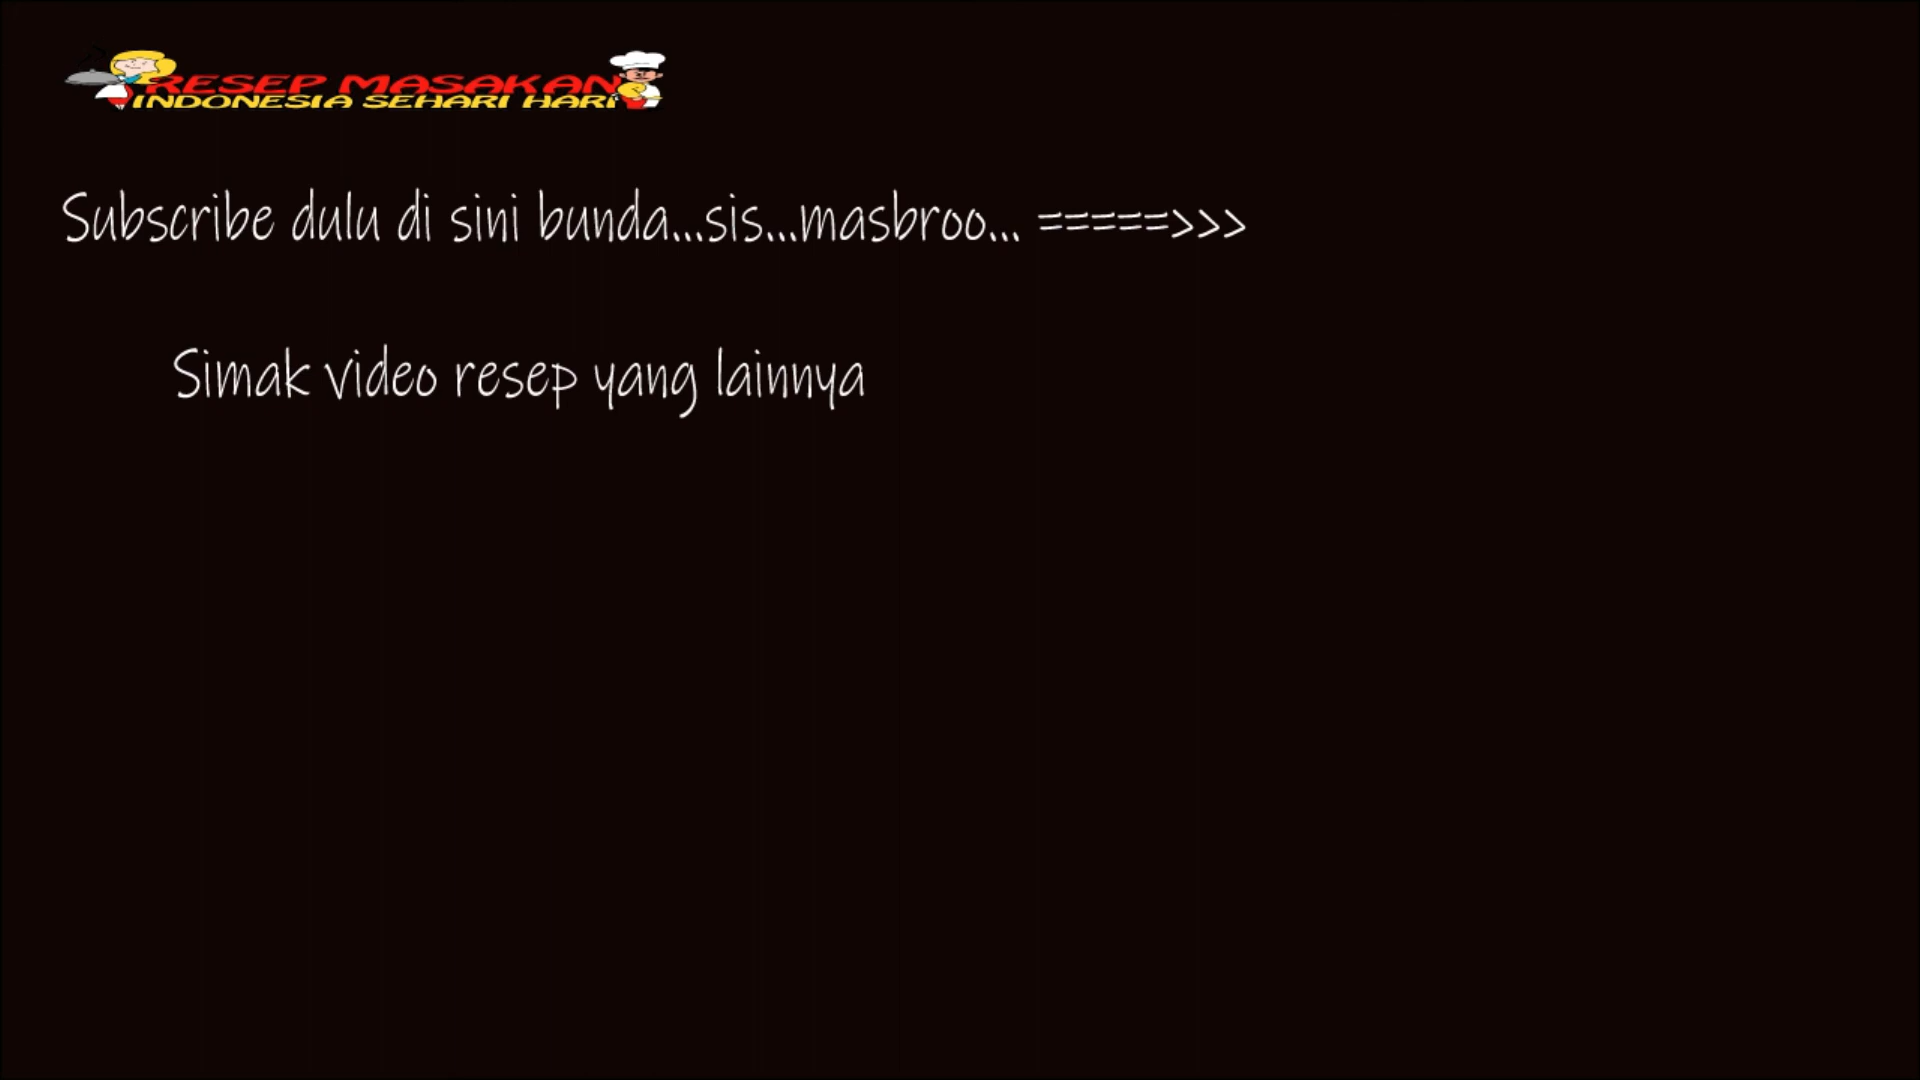 RESEP MASAKAN
INDONESIA SEHARI HARI
Subscribe dulu di sini bunda...sis...masbroo... =====>>>
Simak video resep yang lainnya